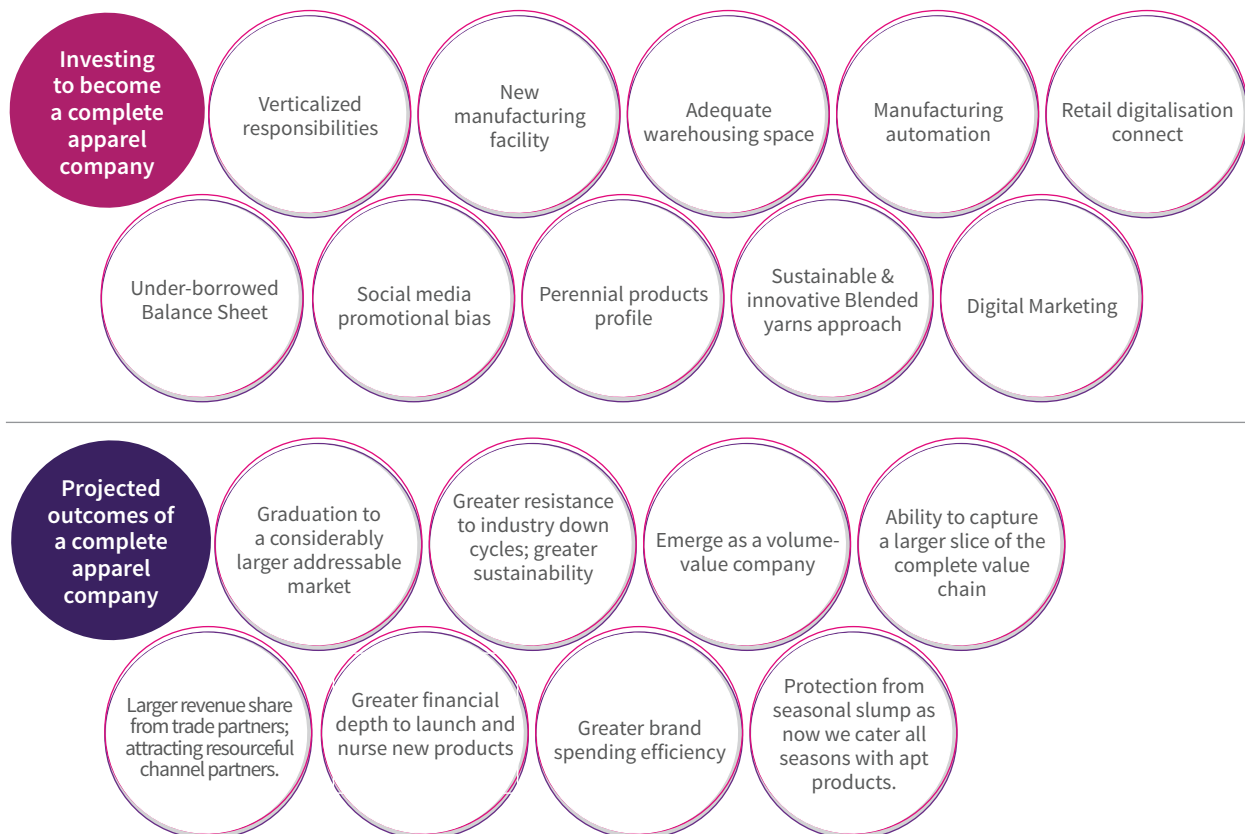 Investing
to become
a complete
apparel
company
Verticalized
responsibilities
New
manufacturing
facility
Adequate
warehousing space
Manufacturing
automation
Retail digitalisation
connect
Under-borrowed
Balance Sheet
Social media
promotional bias
Perennial products
profile
Sustainable &
innovative Blended
yarns approach
Digital Marketing
Projected
outcomes of
a complete
apparel
company
Graduation to
a considerably
larger addressable
market
Greater resistance
to industry down
cycles; greater
sustainability
Emerge as a volume-
value company
Ability to capture
a larger slice of the
complete value
chain
Larger revenue share
from trade partners;
attracting resourceful
channel partners.
Greater financial
depth to launch and
nurse new products
Greater brand
spending efficiency
Protection from
seasonal slump as
now we cater all
seasons with apt
products.